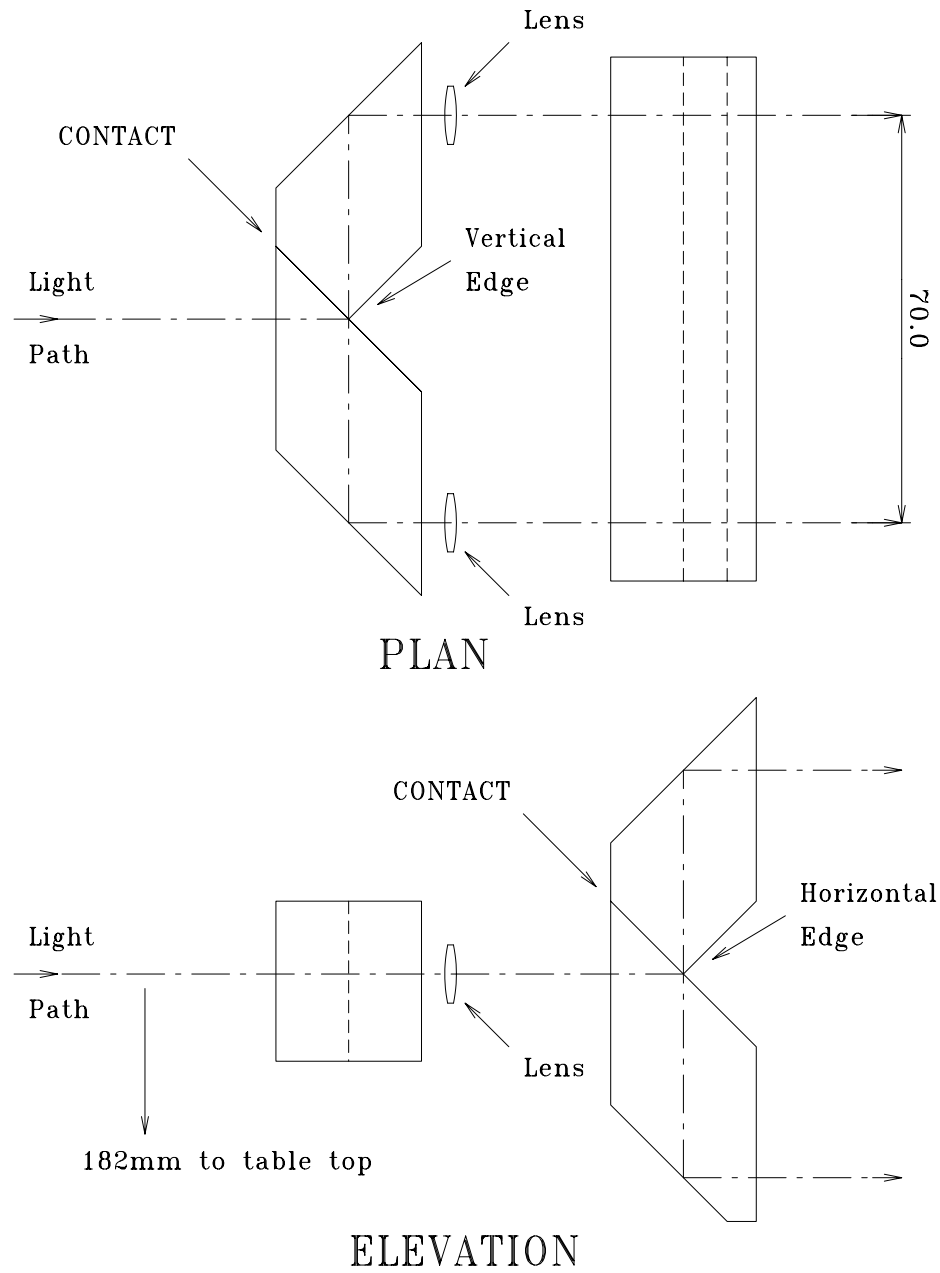 Lens
CONTACT
Vertical
Edge
Light
Path
70.0
Lens
PLAN
CONTACT
Horizontal
Edge
Light
Path
Lens
182mm to table top
ELEVATION